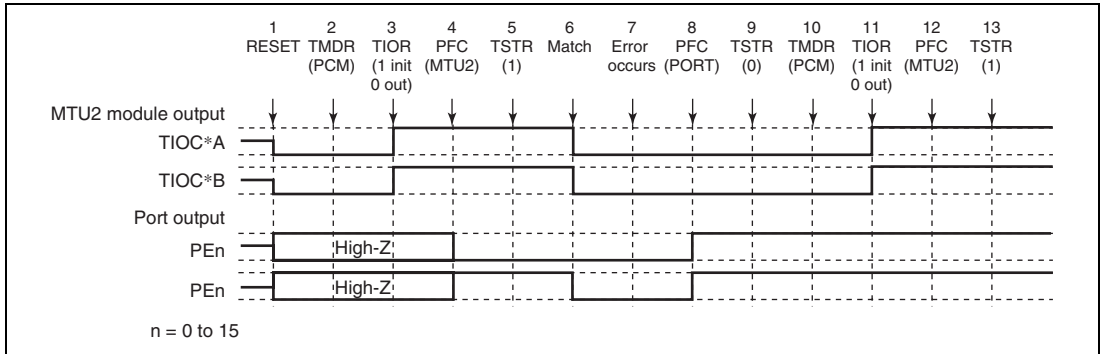 1 2 3 4 5 6 7 8 9 10 11 12 13
RESET TMDR TIOR PFC TSTR Match Error PFC TSTR TMDR TIOR PFC TSTR
(PCM) (1 init (MTU2) (1) occurs (PORT) (0) (PCM) (1 init (MTU2) (1)
0 out) 0 out)
MTU2 module output
TIOC*A
TIOC*B
Port output
PEn High-Z
PEn High-Z
n = 0 to 15